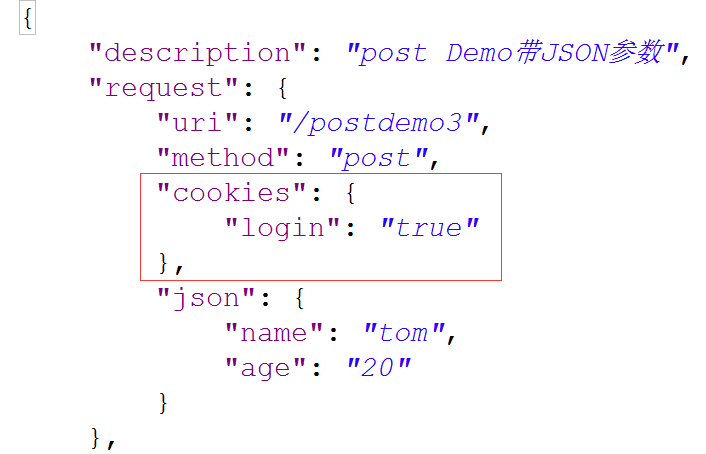 {
"description": "post Demo带JSON参数",
"request": {
"uri": "/postdemo3",
"method": "post",
"cookies": {
"login": "true"
},
"json": {
"name": "tom",
"age": "20"
}
},